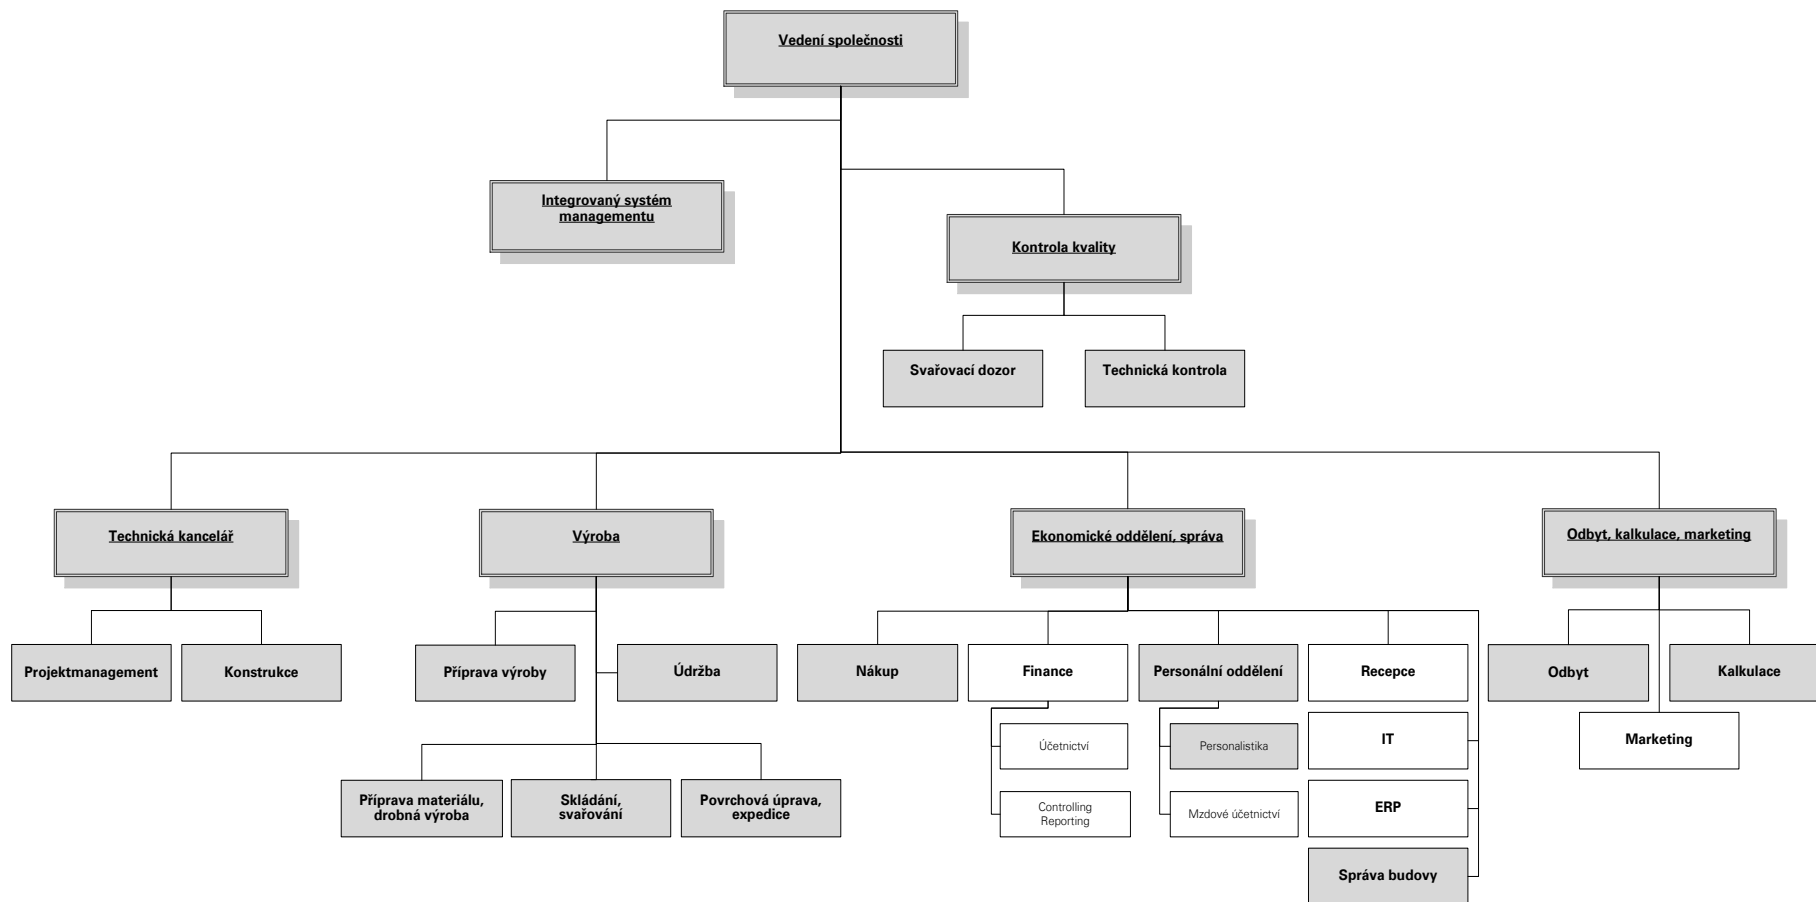 Vedení společnosti
Integrovaný systém
managementu
Kontrola kvality
Svařovací dozor
Technická kontrola
Technická kancelář
Výroba
Ekonomické oddělení, správa
Odbyt, kalkulace, marketing
Projektmanagement
Konstrukce
Příprava výroby
Údržba
Nákup
Finance
Personální oddělení
Recepce
Odbyt
Kalkulace
Účetnictví
Personalistika
IT
Marketing
Příprava materiálu,
drobná výroba
Skládání,
svařování
Povrchová úprava,
expedice
Controlling
Reporting
Mzdové účetnictví
ERP
Správa budovy